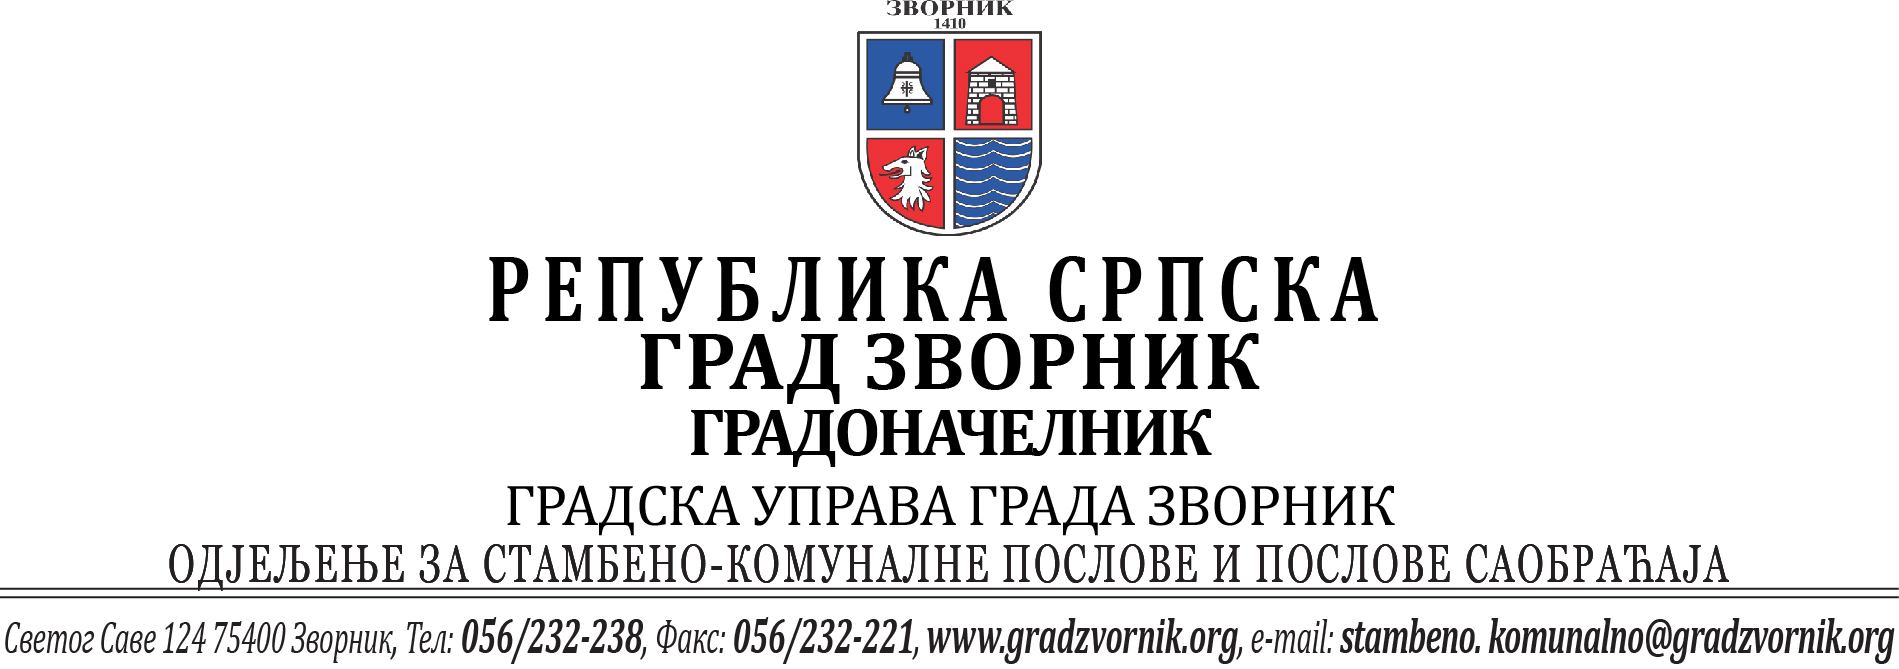 ЗВОРНИК
1410
РЕПУБЛИКА СРПСКА
ГРАД ЗВОРНИК
ГРАДОНАЧЕЛНИК
ГРАДСКА УПРАВА ГРАДА ЗВОРНИК
ОДЈЕЉЕЊЕ ЗА СТАМБЕНО-КОМУНАЛНЕ ПОСЛОВЕ И ПОСЛОВЕ САОБРАЋАЈА
Светог Саве 124 75400 Зворник, Тел: 056/232-238, Факс: 056/232-221, www.gradzvornik.org, e-mail: stambeno. komunalno@gradzvornik.org